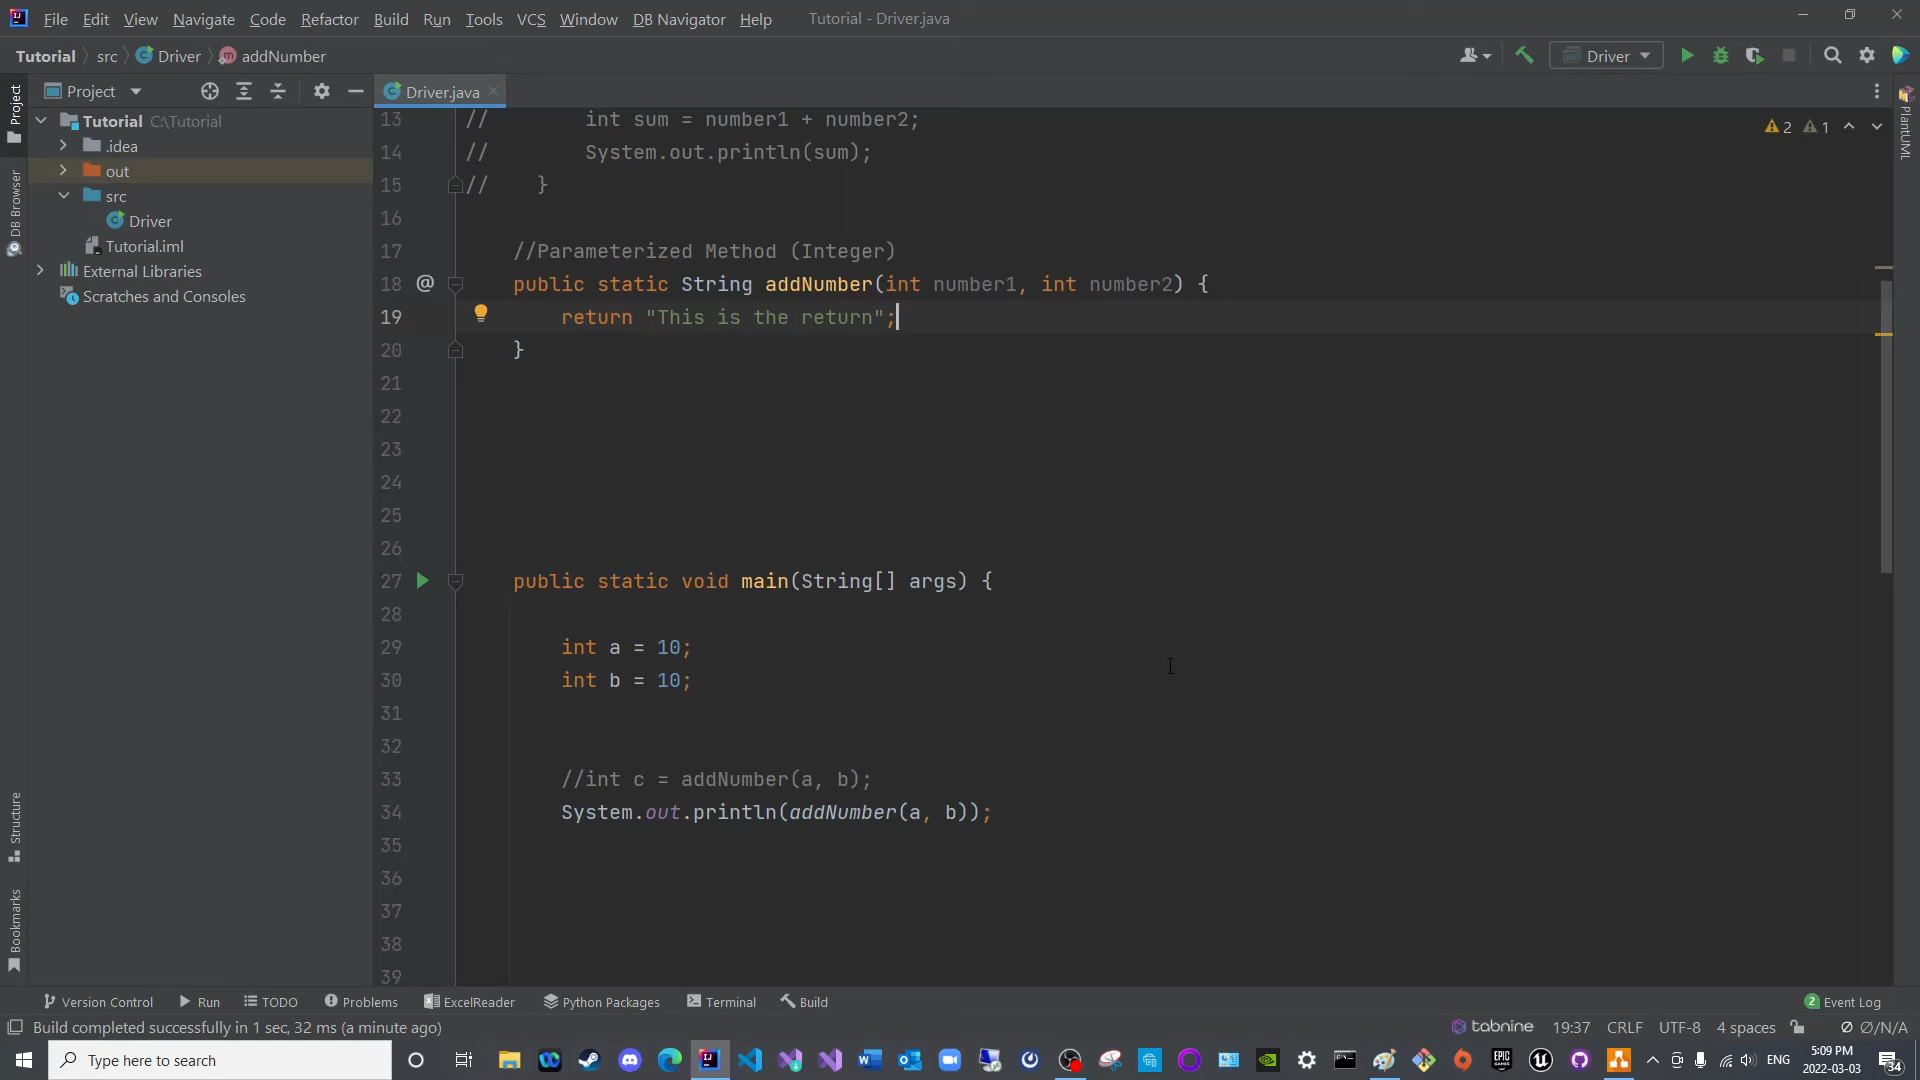 File Edit View Navigate Code Refactor Build Run Tools VCS Window DB Navigator Help Tutorial - Driver.java
Tutorial src Driver addNumber Driver
Project Driver.java
Project
DB Browser
Structure
Bookmarks
PlantUML
Tutorial C:\Tutorial
.idea
out
src
Driver
Tutorial.iml
External Libraries
Scratches and Consoles
2 1
13 // int sum = number1 + number2;
14 // System.out.println(sum);
15 // }
16
17 //Parameterized Method (Integer)
18 @ public static String addNumber(int number1, int number2) {
19 return "This is the return";
20 }
21
22
23
24
25
26
27 public static void main(String[] args) {
28
29 int a = 10;
30 int b = 10;
31
32
33 //int c = addNumber(a, b);
34 System.out.println(addNumber(a, b));
35
36
37
38
39
Version Control Run TODO Problems ExcelReader Python Packages Terminal Build 2 Event Log
Build completed successfully in 1 sec, 32 ms (a minute ago) tabnine 19:37 CRLF UTF-8 4 spaces Ø/N/A
Type here to search ENG 5:09 PM
2022-03-03 34